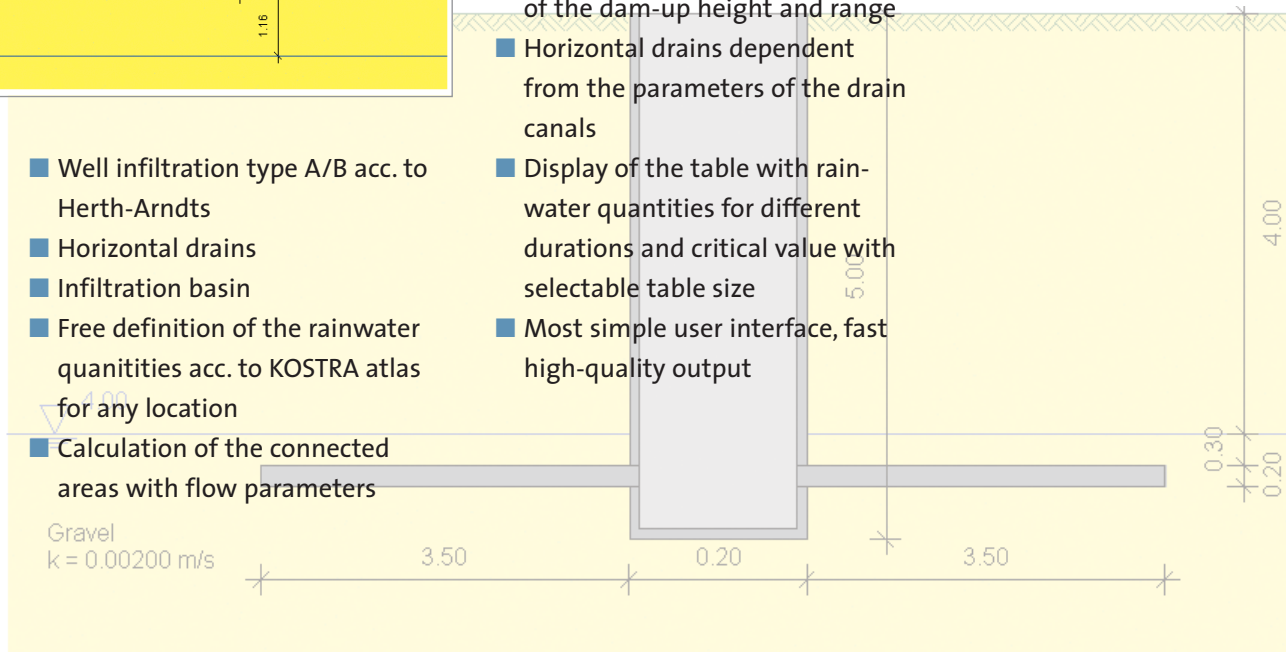 1.16
Well infiltration type A/B acc. to
Herth-Arndts
Horizontal drains
Infiltration basin
Free definition of the rainwater
quanitities acc. to KOSTRA atlas
for any location
Calculation of the connected
areas with flow parameters
of the dam-up height and range
Horizontal drains dependent
from the parameters of the drain
canals
Display of the table with rain-
water quantities for different
durations and critical value with
selectable table size
Most simple user interface, fast
high-quality output
4.00
5.00
4.00
0.30
0.20
Gravel
k = 0.00200 m/s
3.50
0.20
3.50